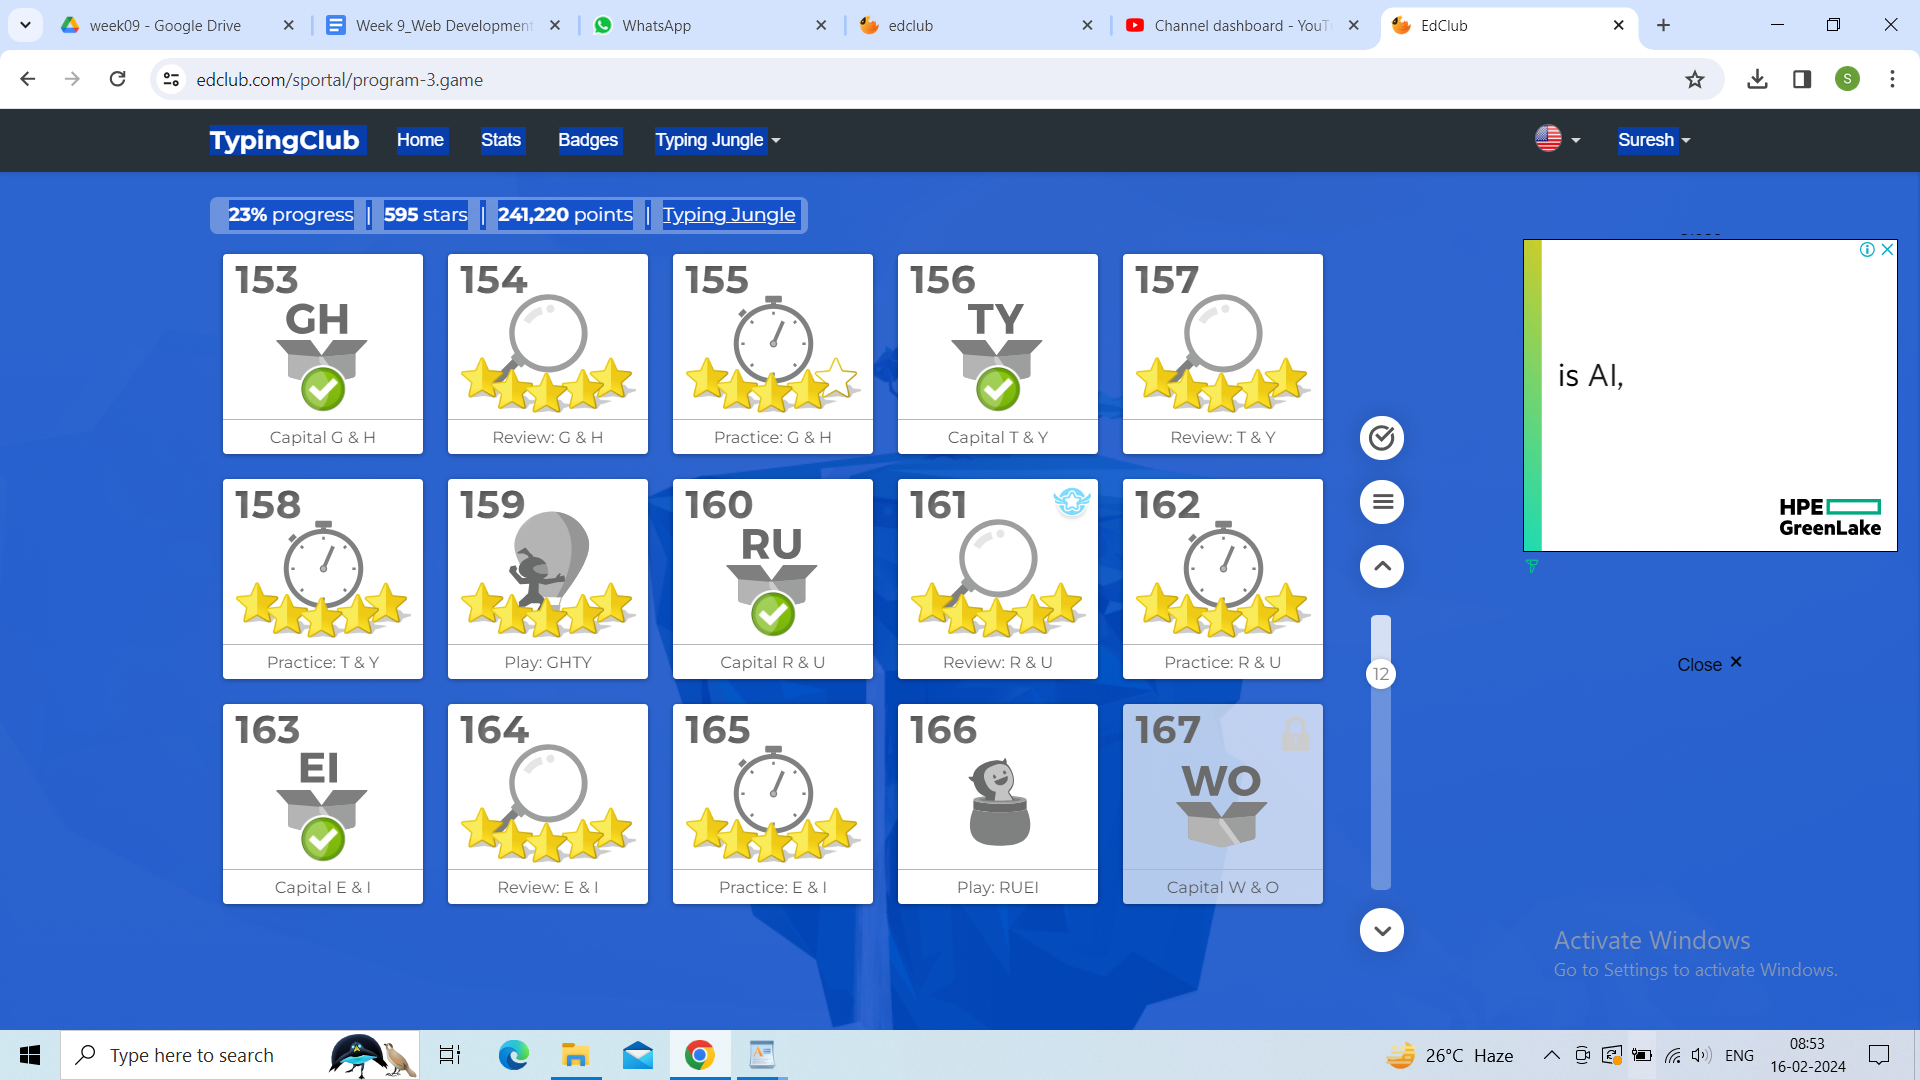 week09 - Google Drive
Week 9_Web Development
WhatsApp
edclub
Channel dashboard - YouT
EdClub
edclub.com/sportal/program-3.game
S
TypingClub
Home
Stats
Badges
Typing Jungle
Suresh
23% progress | 595 stars | 241,220 points | Typing Jungle
153
GH
Capital G & H
154
Review: G & H
155
Practice: G & H
156
TY
Capital T & Y
157
Review: T & Y
158
Practice: T & Y
159
Play: GHTY
160
RU
Capital R & U
161
Review: R & U
162
Practice: R & U
163
EI
Capital E & I
164
Review: E & I
165
Practice: E & I
166
Play: RUEI
167
WO
Capital W & O
12
is AI,
HPE
GreenLake
Close
Activate Windows
Go to Settings to activate Windows.
Type here to search
26°C Haze
ENG
08:53
16-02-2024